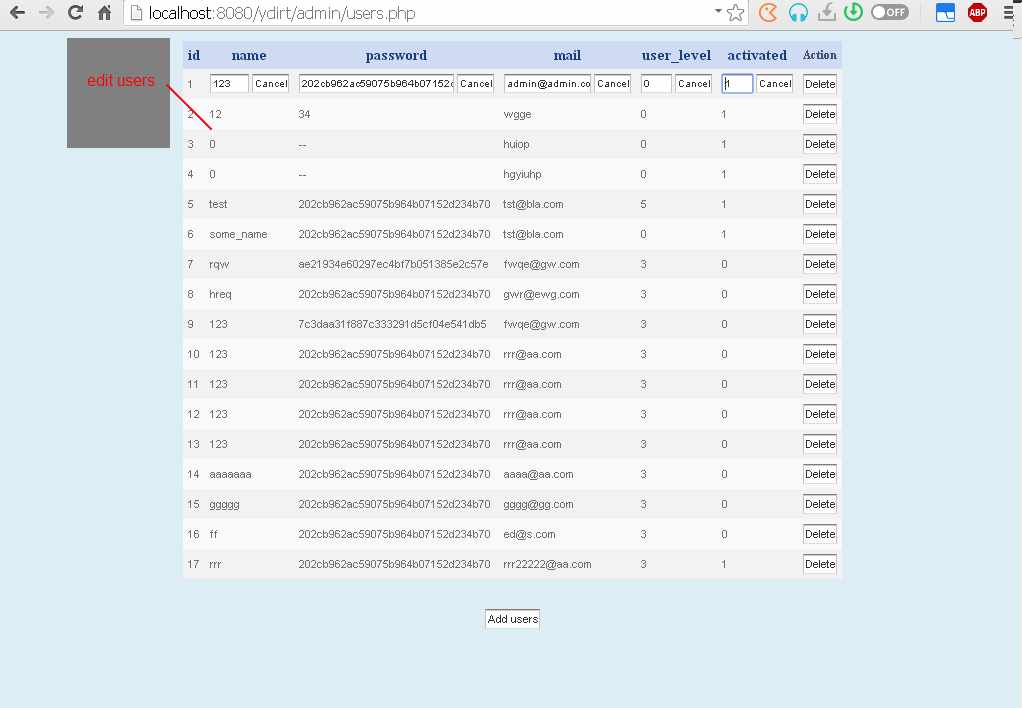 localhost:8080/ydirt/admin/users.php OFF ABP
edit users
id name password mail user_level activated Action
1 123 Cancel 202cb962ac59075b964b07152 Cancel admin@admin.co Cancel 0 Cancel 1 Cancel Delete
2 12 34 wgge 0 1 Delete
3 0 -- huiop 0 1 Delete
4 0 -- hgyiuhp 0 1 Delete
5 test 202cb962ac59075b964b07152d234b70 tst@bla.com 5 1 Delete
6 some_name 202cb962ac59075b964b07152d234b70 tst@bla.com 0 1 Delete
7 rqw ae21934e60297ec4bf7b051385e2c57e fwqe@gw.com 3 0 Delete
8 hreq 202cb962ac59075b964b07152d234b70 gwr@ewg.com 3 0 Delete
9 123 7c3daa31f887c333291d5cf04e541db5 fwqe@gw.com 3 0 Delete
10 123 202cb962ac59075b964b07152d234b70 rrr@aa.com 3 0 Delete
11 123 202cb962ac59075b964b07152d234b70 rrr@aa.com 3 0 Delete
12 123 202cb962ac59075b964b07152d234b70 rrr@aa.com 3 0 Delete
13 123 202cb962ac59075b964b07152d234b70 rrr@aa.com 3 0 Delete
14 aaaaaaa 202cb962ac59075b964b07152d234b70 aaaa@aa.com 3 0 Delete
15 ggggg 202cb962ac59075b964b07152d234b70 gggg@gg.com 3 0 Delete
16 ff 202cb962ac59075b964b07152d234b70 ed@s.com 3 0 Delete
17 rrr 202cb962ac59075b964b07152d234b70 rrr22222@aa.com 3 1 Delete
Add users